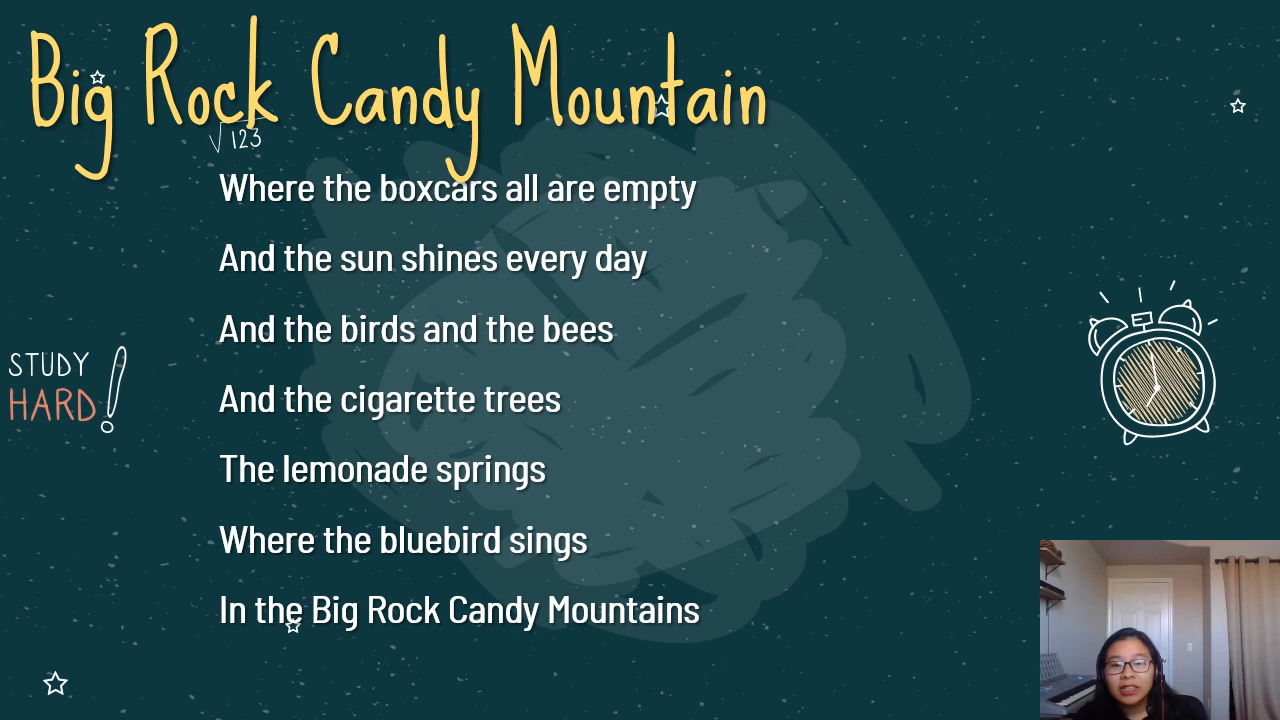 Big Rock Candy Mountain
√123
Where the boxcars all are empty
And the sun shines every day
And the birds and the bees
And the cigarette trees
The lemonade springs
Where the bluebird sings
In the Big Rock Candy Mountains
STUDY
HARD!